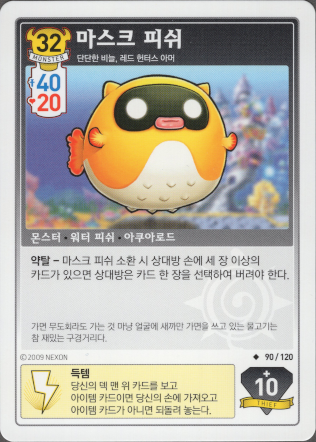 32
MONSTER
마스크 피쉬
단단한 비늘, 레드 헌터스 아머
40
20
몬스터 • 워터 피쉬 • 아쿠아로드
약탈 – 마스크 피쉬 소환 시 상대방 손에 세 장 이상의
카드가 있으면 상대방은 카드 한 장을 선택하여 버려야 한다.
가면 무도회라도 가는 것 마냥 얼굴에 새까만 가면을 쓰고 있는 물고기는
참 재밌는 구경거리다.
©2009 NEXON
◆ 90/120
득템
당신의 덱 맨 위 카드를 보고
아이템 카드이면 당신의 손에 가져오고
아이템 카드가 아니면 되돌려 놓는다.
+
10
THIEF